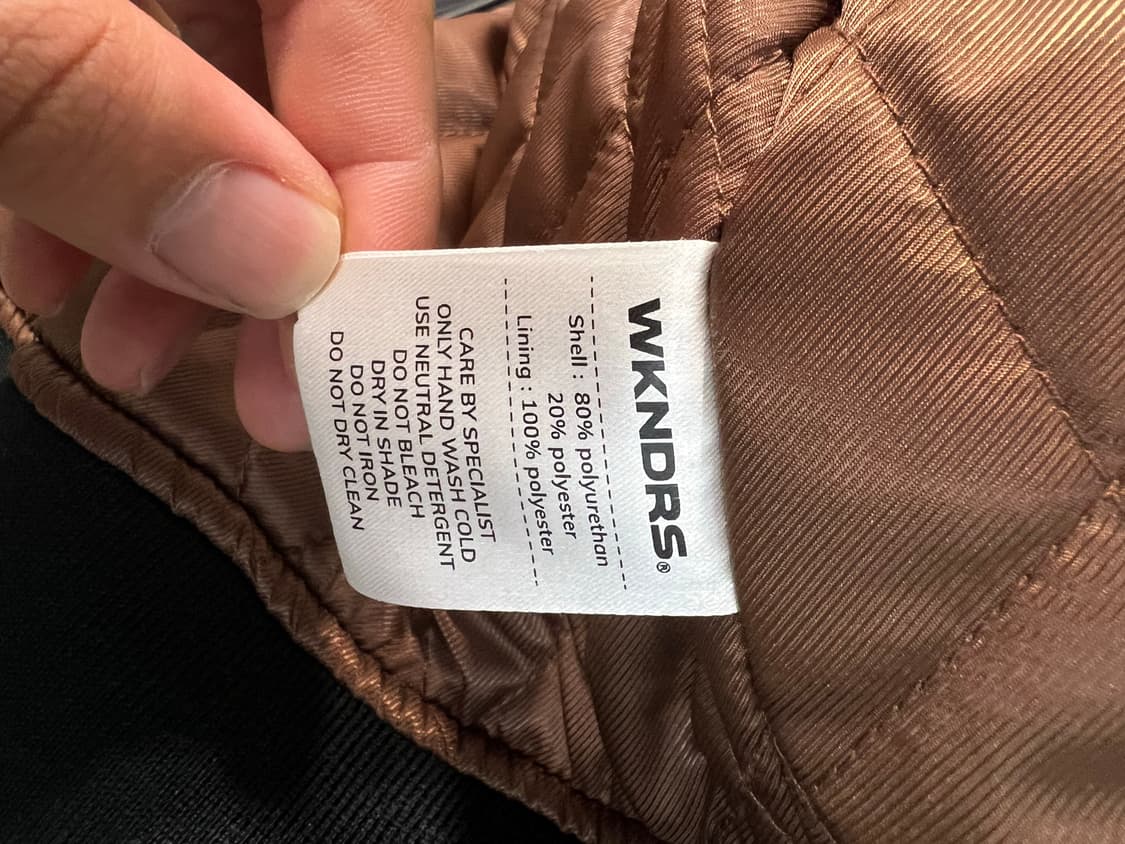 WKNDRS®
Shell : 80% polyurethan
20% polyester
Lining : 100% polyester
CARE BY SPECIALIST
ONLY HAND WASH COLD
USE NEUTRAL DETERGENT
DO NOT BLEACH
DRY IN SHADE
DO NOT IRON
DO NOT DRY CLEAN